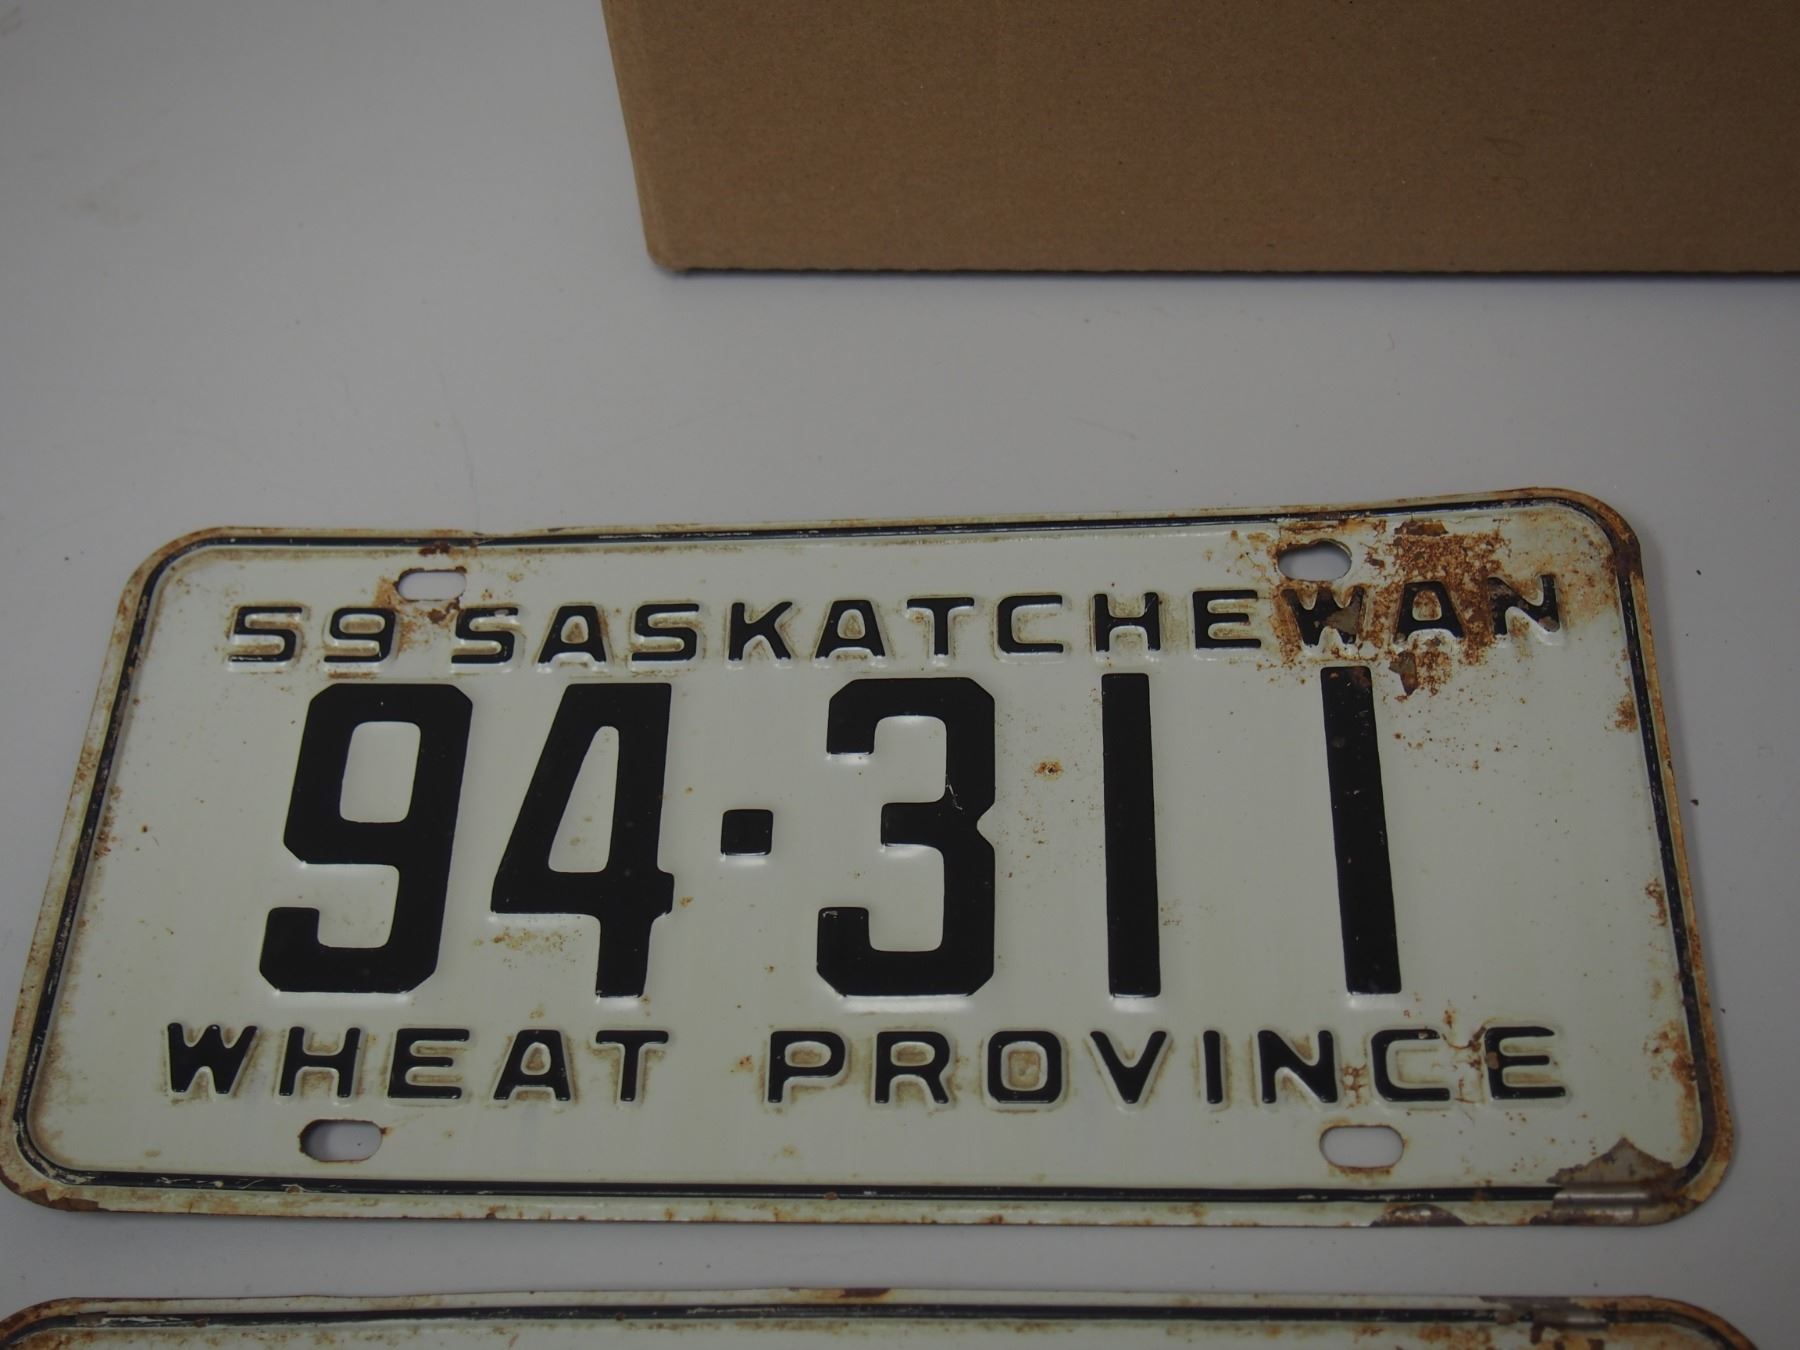 59 SASKATCHEWAN
94·311
WHEAT PROVINCE